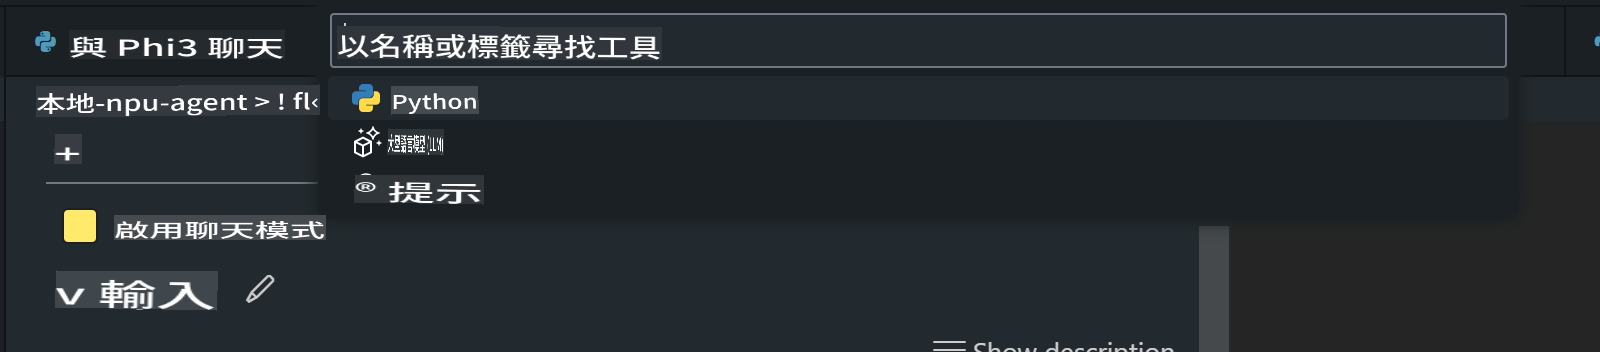 與 Phi3 聊天
以名稱或標籤尋找工具
本地-npu-agent > ! fl
Python
大型語言模型 (LLM)
+
® 提示
啟用聊天模式
v 輸入
Show description